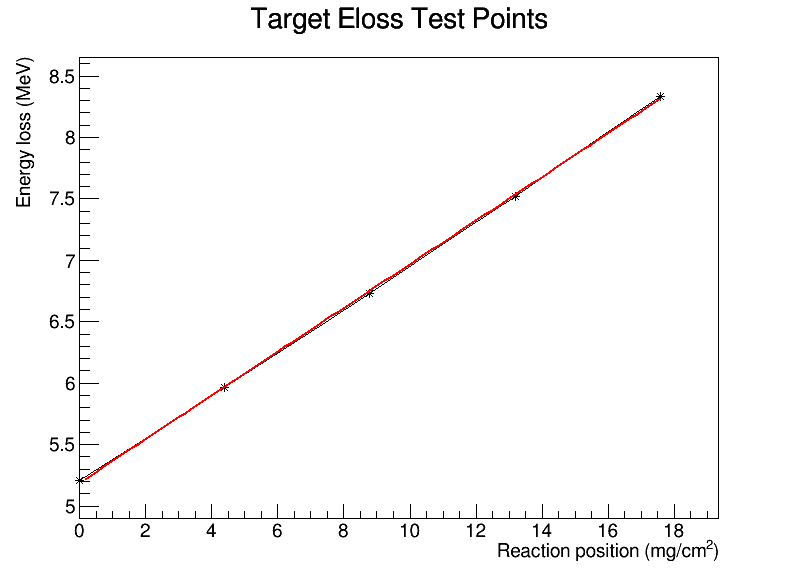 Target Eloss Test Points
Energy loss (MeV)
8.5
8
7.5
7
6.5
6
5.5
5
0 2 4 6 8 10 12 14 16 18
Reaction position (mg/cm²)